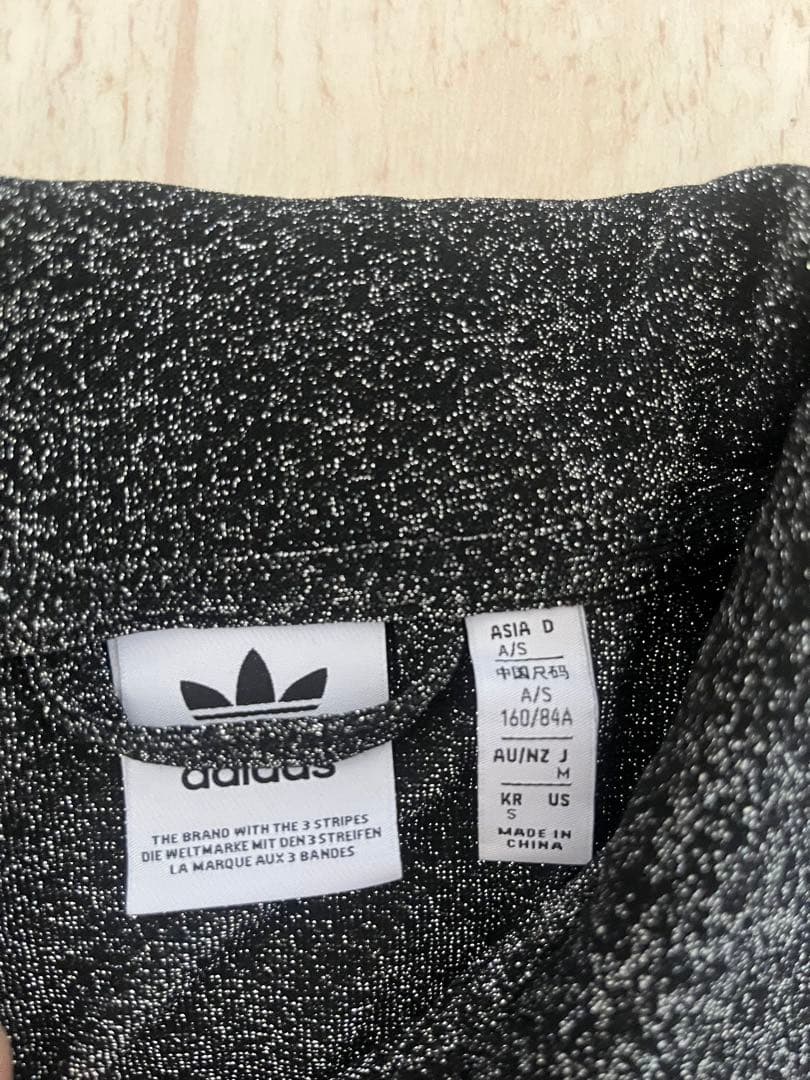 adidas
THE BRAND WITH THE 3 STRIPES
DIE WELTMARKE MIT DEN 3 STREIFEN
LA MARQUE AUX 3 BANDES
ASIA D
A/S
中国尺码
A/S
160/84A
AU/NZ J
M
KR US
S
MADE IN
CHINA